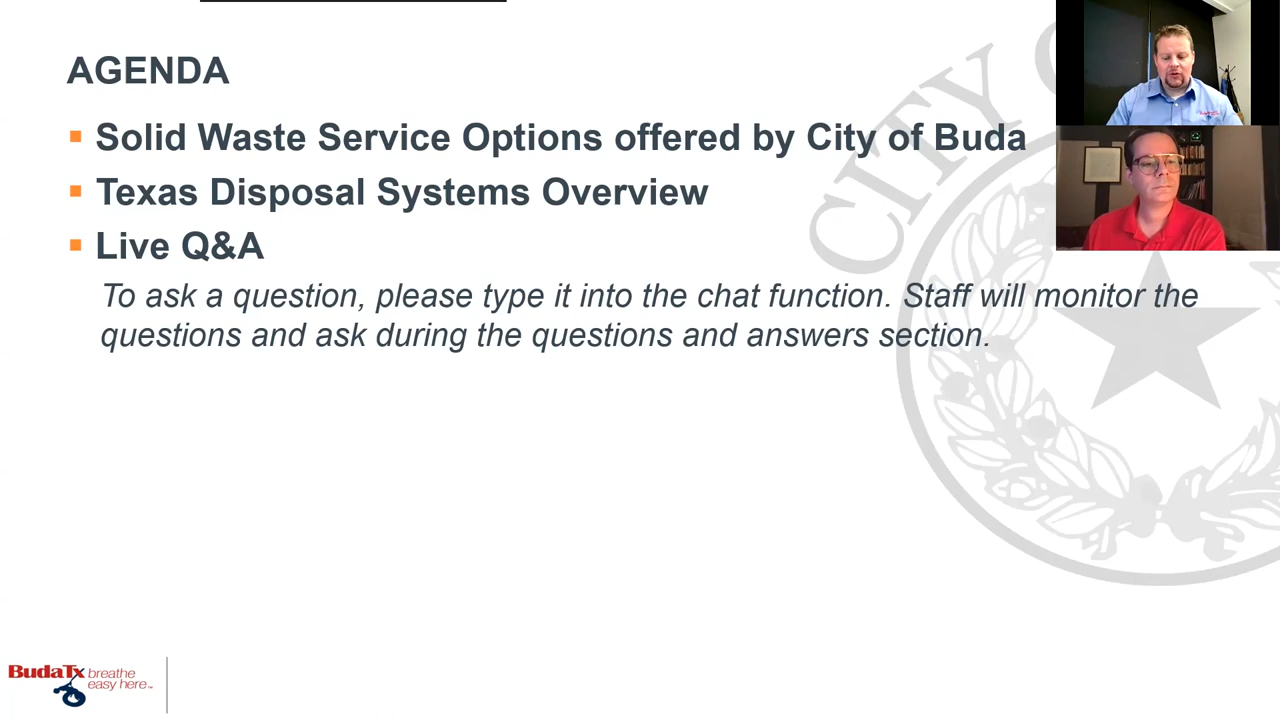 AGENDA
▪ Solid Waste Service Options offered by City of Buda
▪ Texas Disposal Systems Overview
▪ Live Q&A
To ask a question, please type it into the chat function. Staff will monitor the
questions and ask during the questions and answers section.
CITY
BudaTx breathe
easy here™